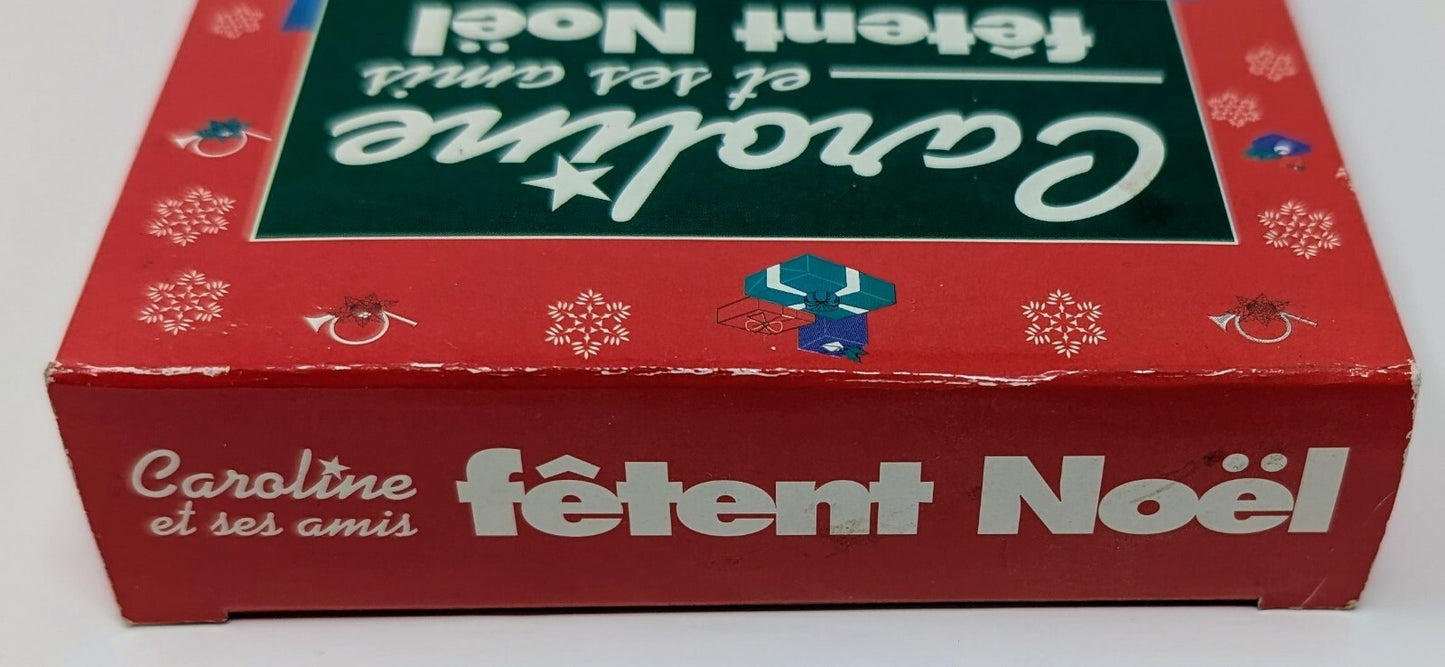 Caroline
et ses amis
fêtent Noël
Caroline
et ses amis
fêtent Noël